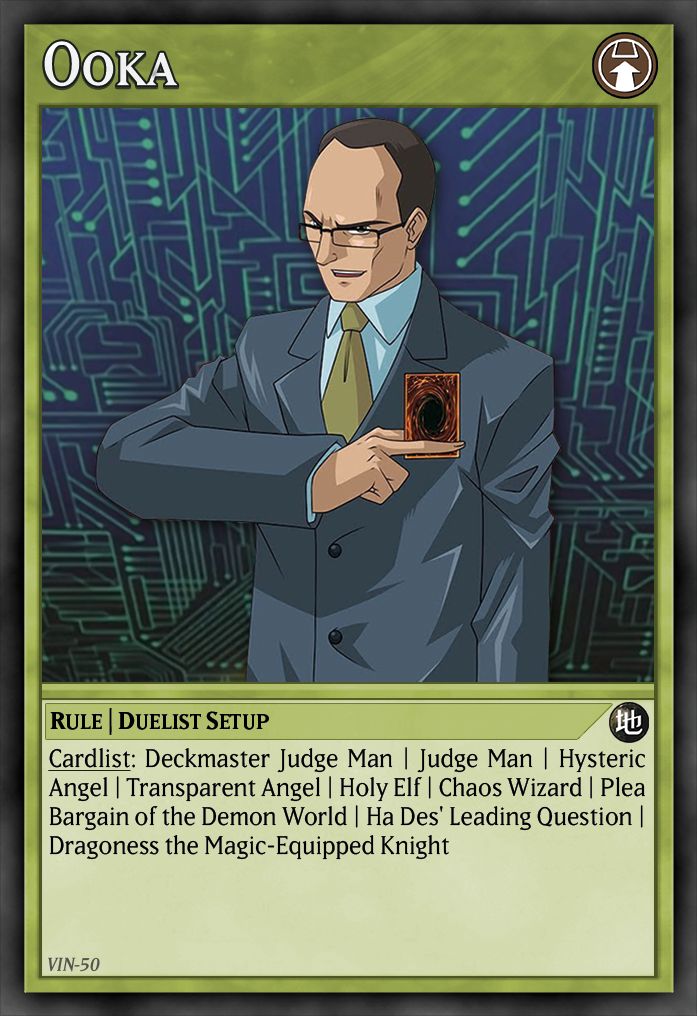 Ooka
Rule | Duelist Setup
Cardlist: Deckmaster Judge Man | Judge Man | Hysteric
Angel | Transparent Angel | Holy Elf | Chaos Wizard | Plea
Bargain of the Demon World | Ha Des' Leading Question |
Dragoness the Magic-Equipped Knight
VIN-50